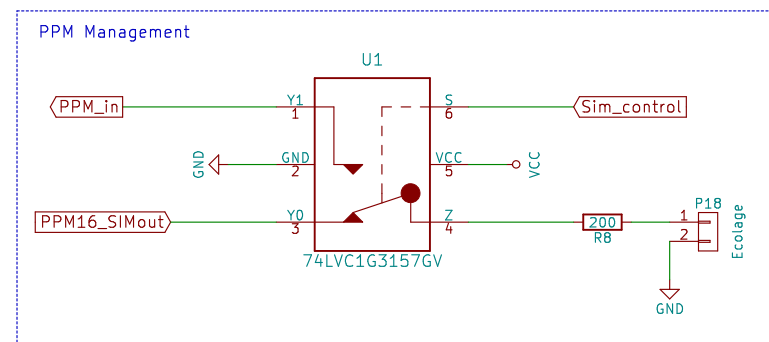 PPM Management
U1
PPM_in
Y1
1
S
6
Sim_control
GND
GND
2
VCC
5
VCC
PPM16_SIMout
Y0
3
Z
4
200
R8
P18
1
2
Ecolage
74LVC1G3157GV
GND